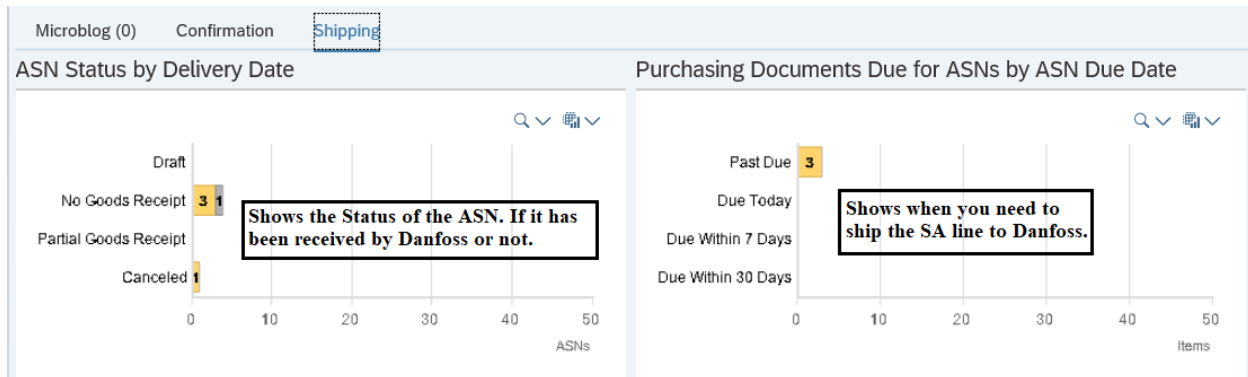 Microblog (0) Confirmation Shipping
ASN Status by Delivery Date
Draft
No Goods Receipt 3 1
Partial Goods Receipt
Canceled 1
Shows the Status of the ASN. If it has
been received by Danfoss or not.
0 10 20 30 40 50
ASNs
Purchasing Documents Due for ASNs by ASN Due Date
Past Due 3
Due Today
Due Within 7 Days
Due Within 30 Days
Shows when you need to
ship the SA line to Danfoss.
0 10 20 30 40 50
Items